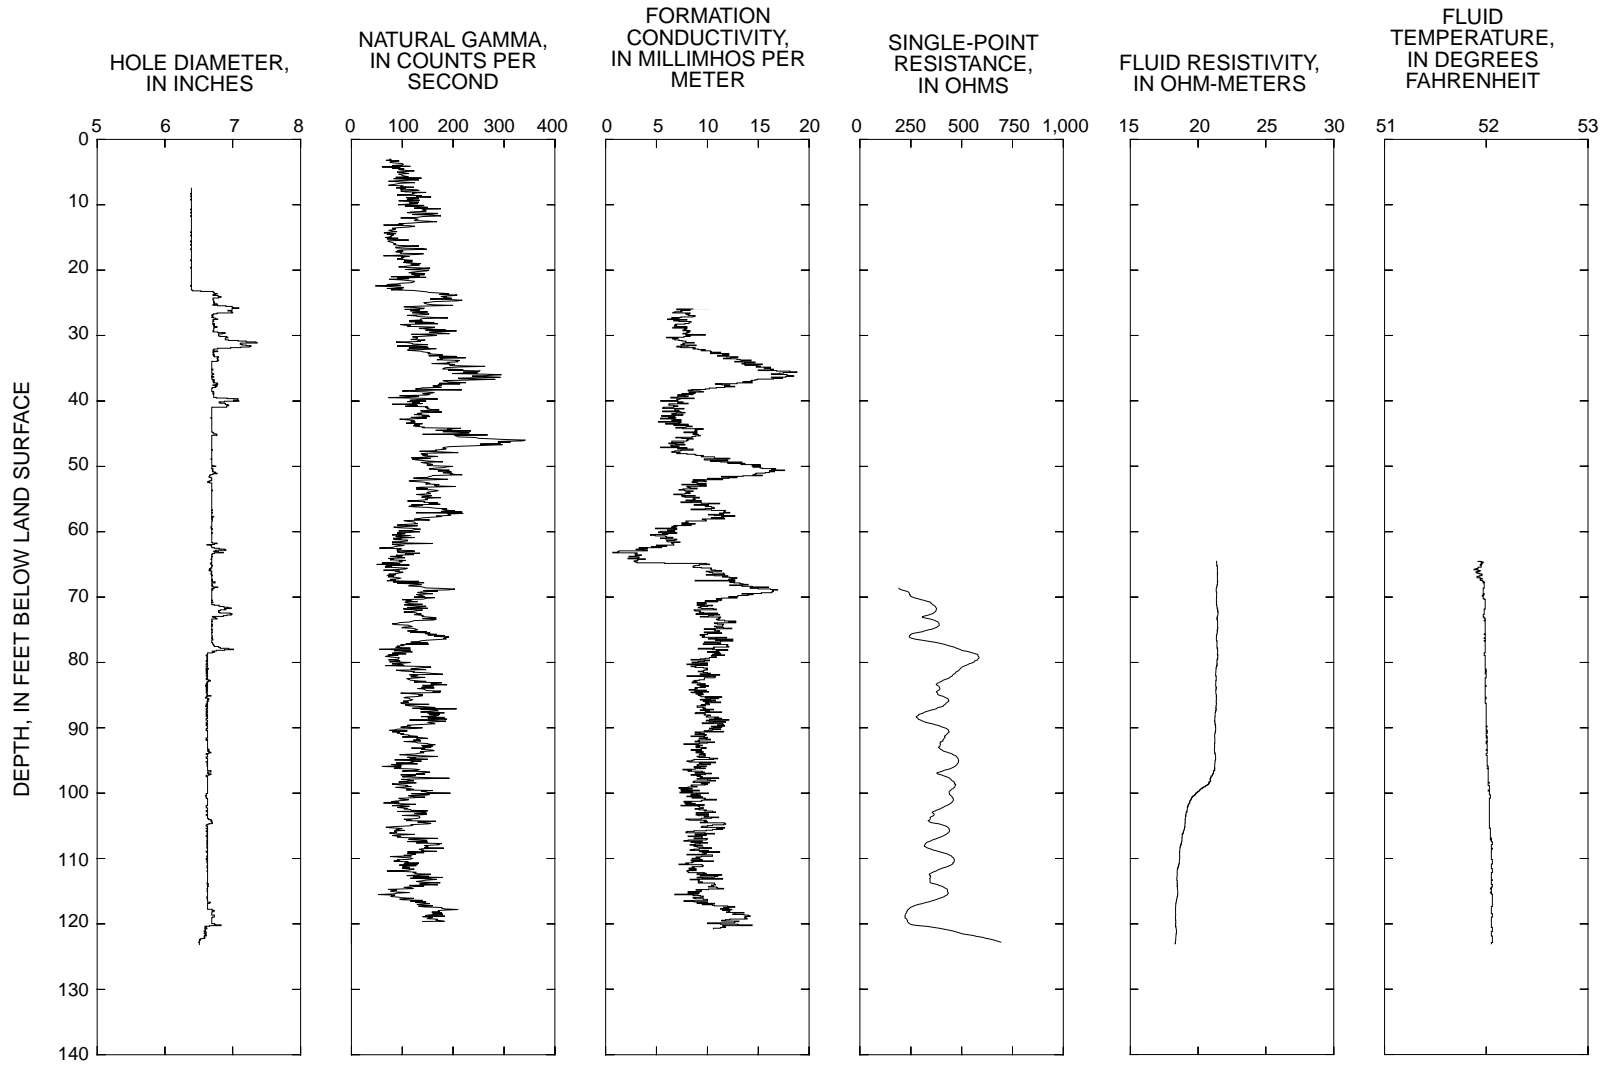 HOLE DIAMETER,
IN INCHES
NATURAL GAMMA,
IN COUNTS PER
SECOND
FORMATION
CONDUCTIVITY,
IN MILLIMHOS PER
METER
SINGLE-POINT
RESISTANCE,
IN OHMS
FLUID RESISTIVITY,
IN OHM-METERS
FLUID
TEMPERATURE,
IN DEGREES
FAHRENHEIT
5 6 7 8
0 100 200 300 400
0 5 10 15 20
0 250 500 750 1,000
15 20 25 30
51 52 53
DEPTH, IN FEET BELOW LAND SURFACE
0
10
20
30
40
50
60
70
80
90
100
110
120
130
140